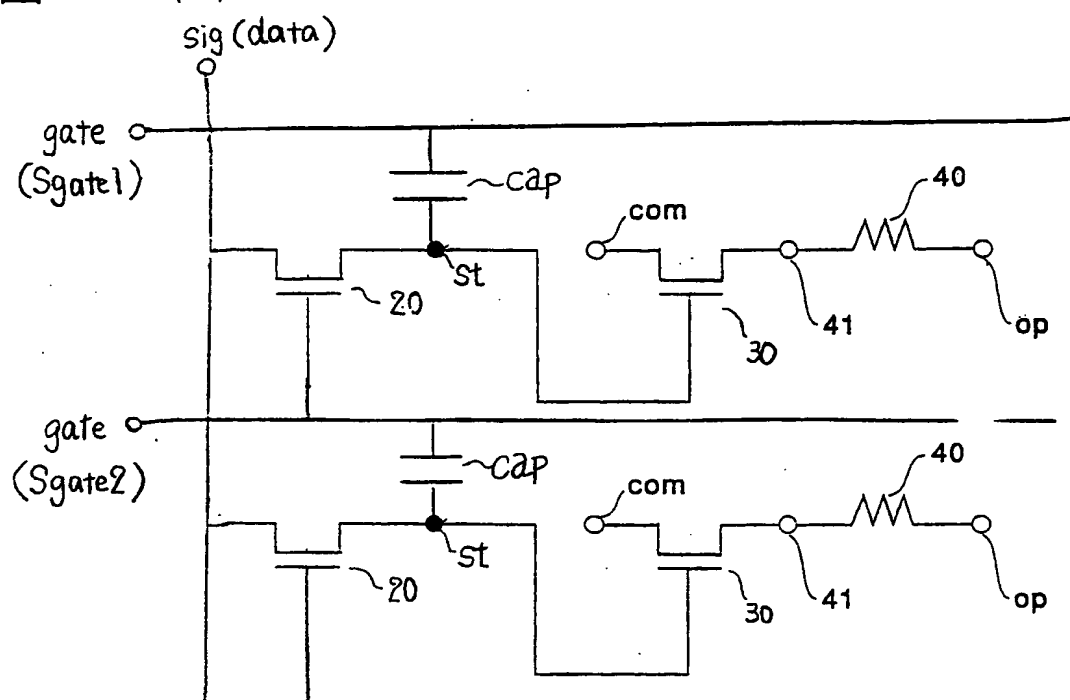 sig (data)
gate
(Sgate1)
cap
com
40
st
20
30
41
op
gate
(Sgate2)
cap
com
40
st
20
30
41
op